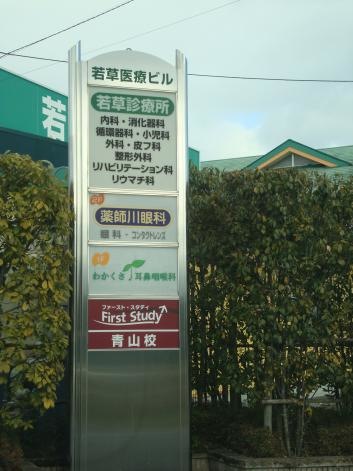 若草医療ビル
若草診療所
内科・消化器科
循環器科・小児科
外科・皮フ科
整形外科
リハビリテーション科
リウマチ科
2F
薬師川眼科
眼科・コンタクトレンズ
わかくさ耳鼻咽喉科
ファースト・スタディ
First Study
青山校
若